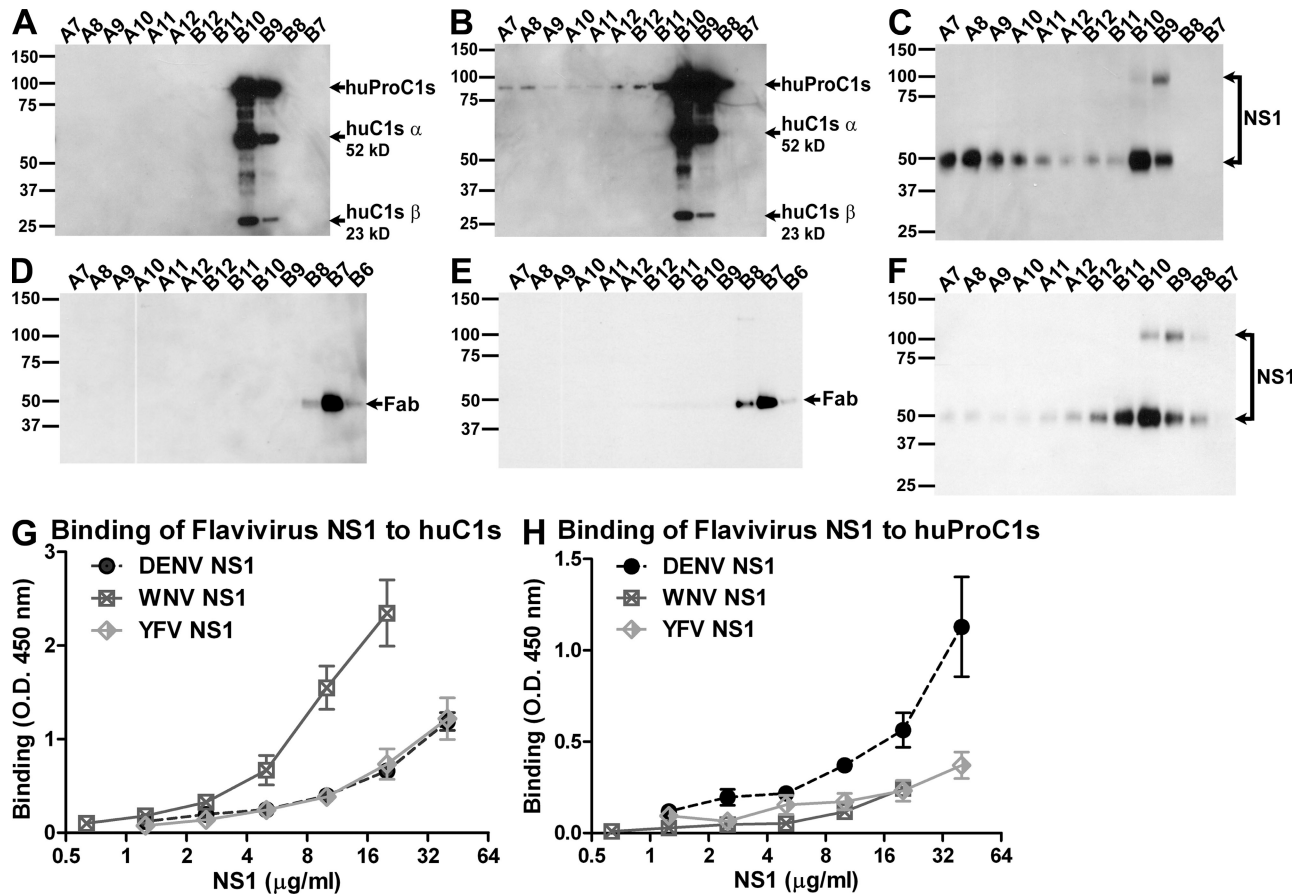 A
A7 A8 A9 A10 A11 A12 B12 B11 B10 B9 B8 B7
150
100
75
50
37
25
huProC1s
huC1s α
52 kD
huC1s β
23 kD
B
A7 A8 A9 A10 A11 A12 B12 B11 B10 B9 B8 B7
150
100
75
50
37
25
huProC1s
huC1s α
52 kD
huC1s β
23 kD
C
A7 A8 A9 A10 A11 A12 B12 B11 B10 B9 B8 B7
150
100
75
50
37
25
NS1
D
A7 A8 A9 A10 A11 A12 B12 B11 B10 B9 B8 B7 B6
150
100
75
50
37
Fab
E
A7 A8 A9 A10 A11 A12 B12 B11 B10 B9 B8 B7 B6
150
100
75
50
37
Fab
F
A7 A8 A9 A10 A11 A12 B12 B11 B10 B9 B8 B7
150
100
75
50
37
25
NS1
G Binding of Flavivirus NS1 to huC1s
DENV NS1
WNV NS1
YFV NS1
Binding (O.D. 450 nm)
3
2
1
0
0.5 1 2 4 8 16 32 64
NS1 (μg/ml)
H Binding of Flavivirus NS1 to huProC1s
DENV NS1
WNV NS1
YFV NS1
Binding (O.D. 450 nm)
1.5
1.0
0.5
0.0
0.5 1 2 4 8 16 32 64
NS1 (μg/ml)